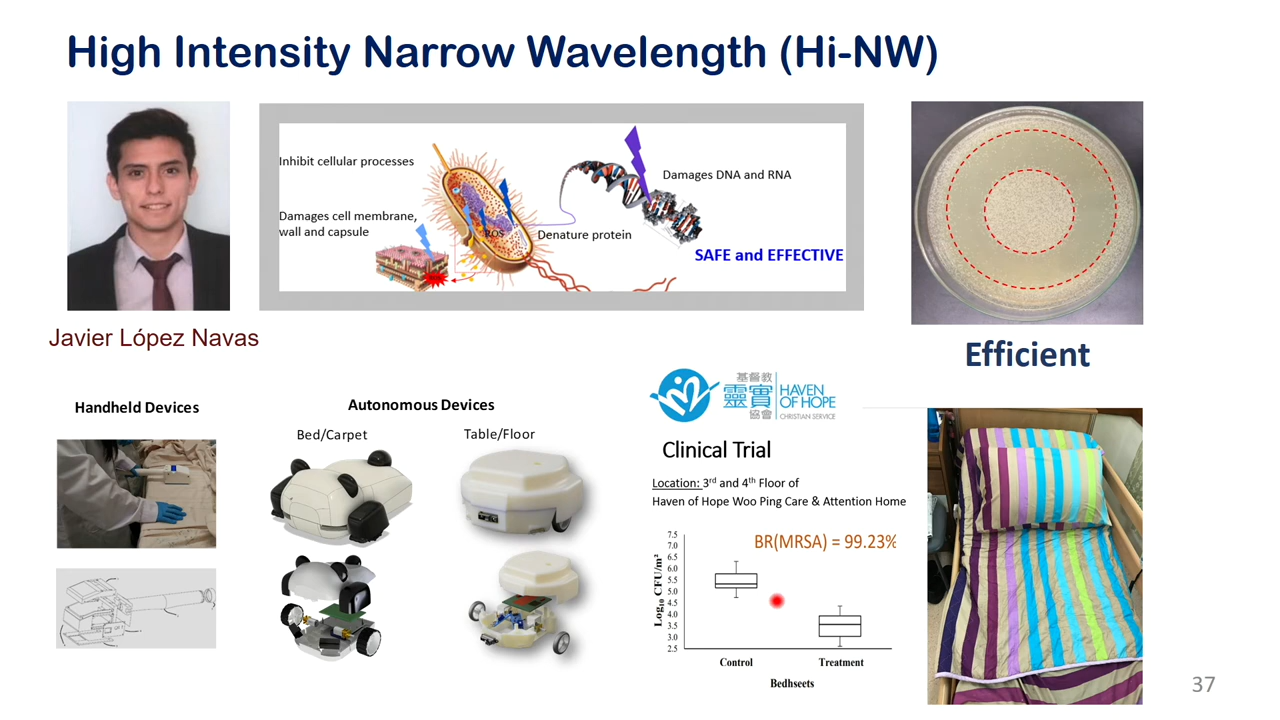 High Intensity Narrow Wavelength (Hi-NW)
Inhibit cellular processes
Damages DNA and RNA
Damages cell membrane,
wall and capsule
ROS
Denature protein
SAFE and EFFECTIVE
Javier López Navas
Efficient
Handheld Devices
Autonomous Devices
Bed/Carpet
Table/Floor
基督教
靈實
協會
HAVEN
OF HOPE
CHRISTIAN SERVICE
Clinical Trial
Location: 3rd and 4th Floor of
Haven of Hope Woo Ping Care & Attention Home
BR(MRSA) = 99.23%
Log₁₀ CFU/m²
7.5
7.0
6.5
6.0
5.5
5.0
4.5
4.0
3.5
3.0
2.5
Control
Treatment
Bedhseets
37